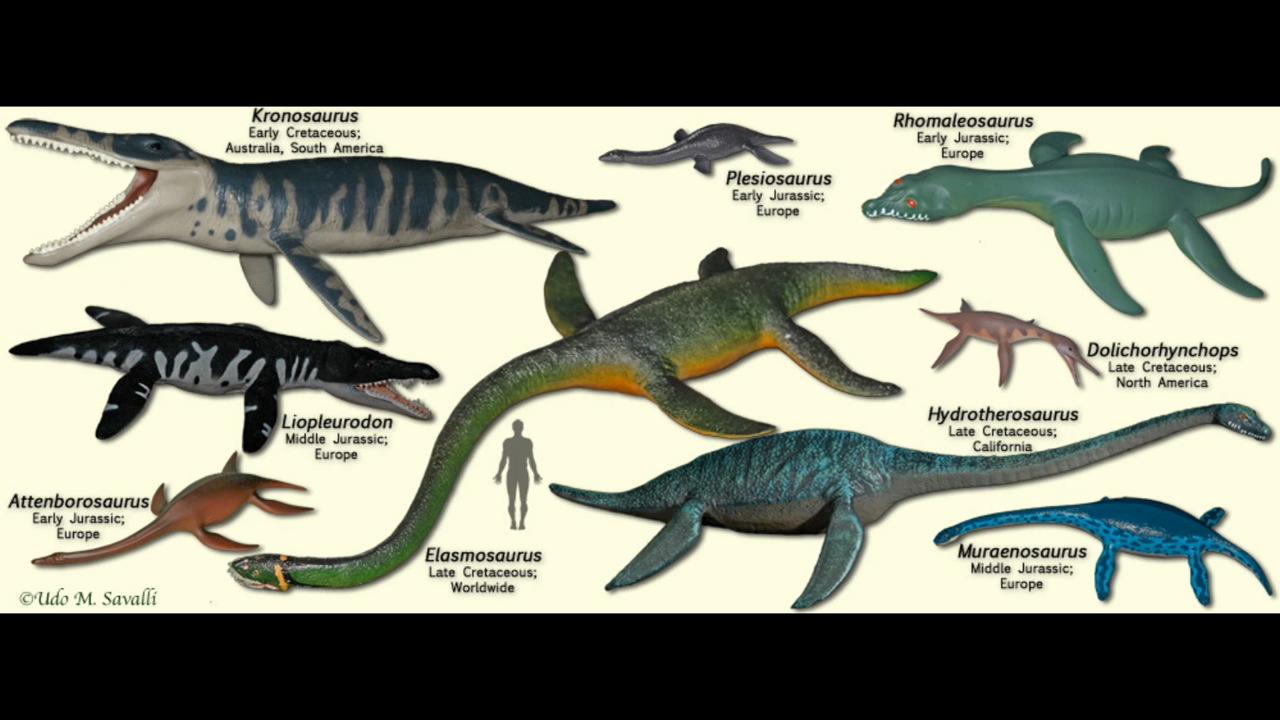 Kronosaurus
Early Cretaceous;
Australia, South America
Plesiosaurus
Early Jurassic;
Europe
Rhomaleosaurus
Early Jurassic;
Europe
Liopleurodon
Middle Jurassic;
Europe
Dolichorhynchops
Late Cretaceous;
North America
Hydrotherosaurus
Late Cretaceous;
California
Attenborosaurus
Early Jurassic;
Europe
Elasmosaurus
Late Cretaceous;
Worldwide
Muraenosaurus
Middle Jurassic;
Europe
©Udo M. Savalli